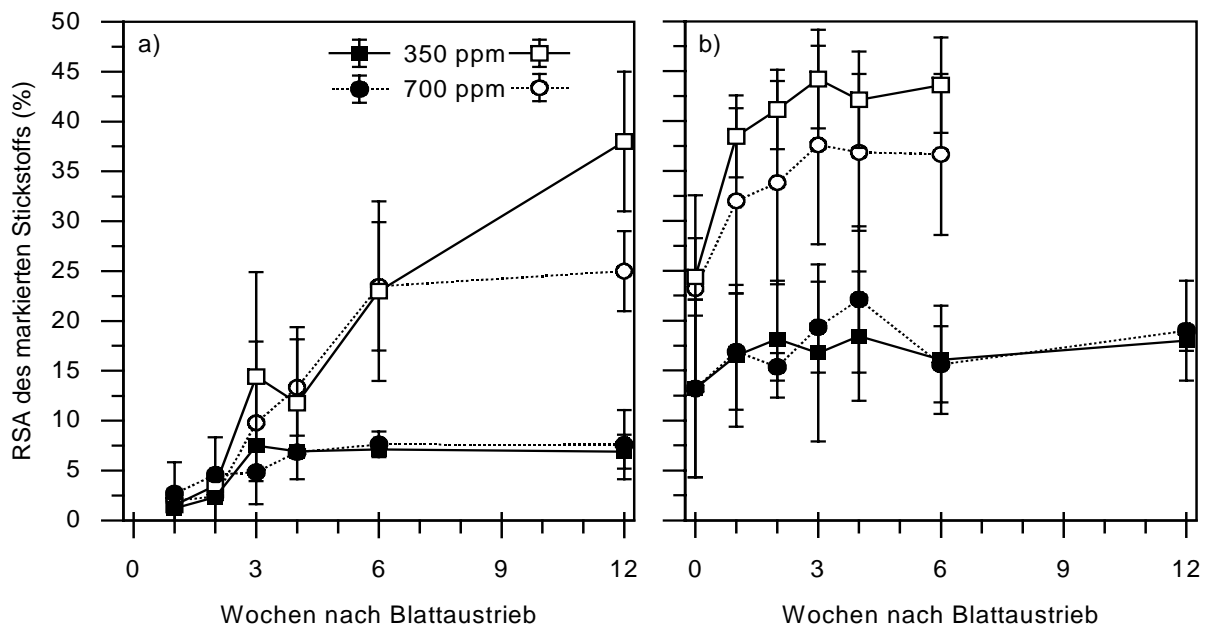 50
45
40
35
30
25
20
15
10
5
0
RSA des markierten Stickstoffs (%)
a)
350 ppm
700 ppm
b)
0 3 6 9 12
0 3 6 9 12
Wochen nach Blattaustrieb
Wochen nach Blattaustrieb